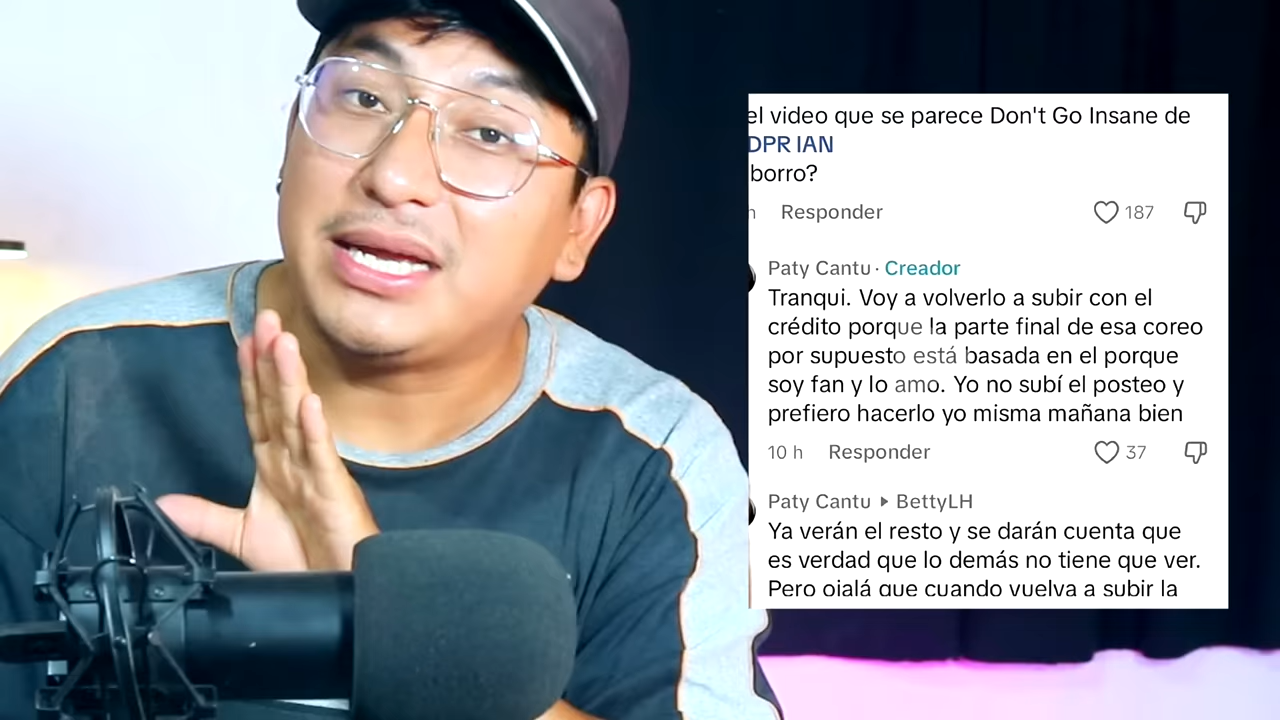 el video que se parece Don't Go Insane de
DPR IAN
borro?
h Responder 187
Paty Cantu · Creador
Tranqui. Voy a volverlo a subir con el
crédito porque la parte final de esa coreo
por supuesto está basada en el porque
soy fan y lo amo. Yo no subí el posteo y
prefiero hacerlo yo misma mañana bien
10 h Responder 37
Paty Cantu ▸ BettyLH
Ya verán el resto y se darán cuenta que
es verdad que lo demás no tiene que ver.
Pero ojalá que cuando vuelva a subir la